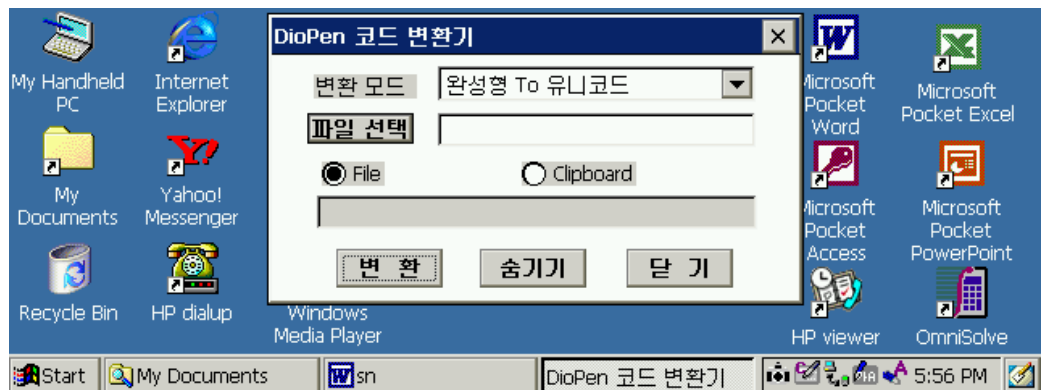 My Handheld
PC
Internet
Explorer
My
Documents
Yahoo!
Messenger
Recycle Bin
HP dialup
Windows
Media Player
DioPen 코드 변환기
변환 모드
완성형 To 유니코드
파일 선택
File
Clipboard
변 환
숨기기
닫 기
Microsoft
Pocket
Word
Microsoft
Pocket Excel
Microsoft
Pocket
Access
Microsoft
Pocket
PowerPoint
HP viewer
OmniSolve
Start
My Documents
sn
DioPen 코드 변환기
5:56 PM